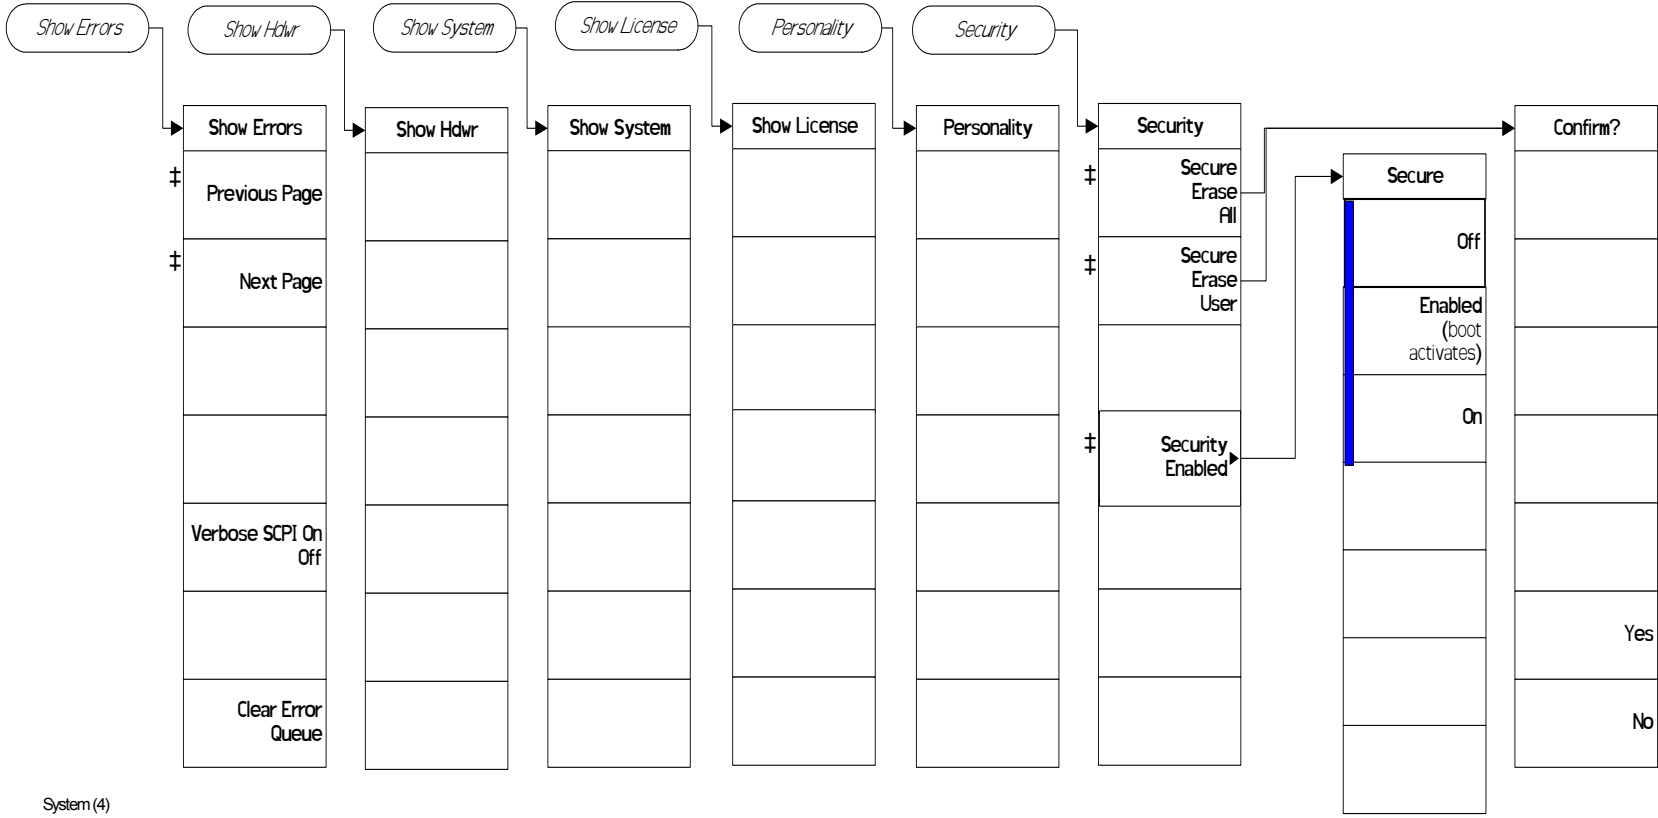 Show Errors
Show Hdwr
Show System
Show License
Personality
Security
Show Errors
‡
Previous Page
‡
Next Page
Verbose SCPI On
Off
Clear Error
Queue
Show Hdwr
Show System
Show License
Personality
Security
‡
Secure
Erase
All
‡
Secure
Erase
User
‡
Security
Enabled
Secure
Off
Enabled
(boot
activates)
On
Confirm?
Yes
No
System (4)